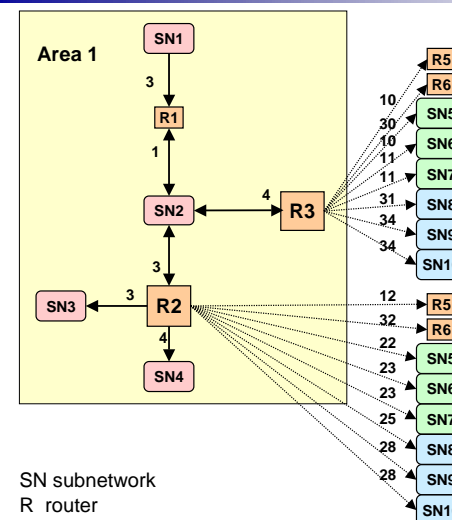 Area 1
SN1
3
R1
1
SN2
4
R3
3
SN3
3
R2
4
SN4
10
30
10
11
11
31
34
34
R5
R6
SN5
SN6
SN7
SN8
SN9
SN1
12
32
22
23
23
25
28
28
R5
R6
SN5
SN6
SN7
SN8
SN9
SN1
SN subnetwork
R router